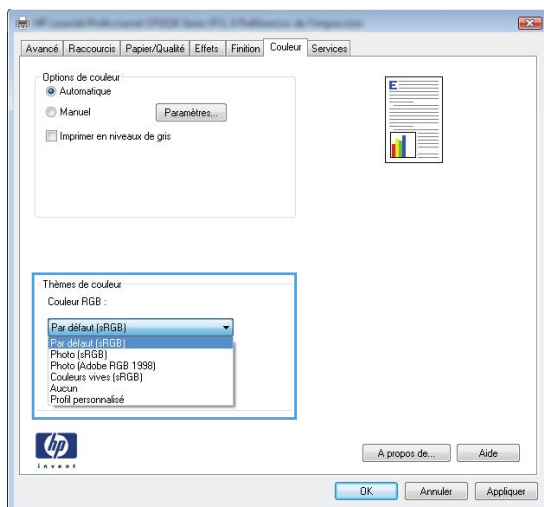 Avancé Raccourcis Papier/Qualité Effets Finition Couleur Services
Options de couleur
Automatique
Manuel Paramètres...
Imprimer en niveaux de gris
E
Thèmes de couleur
Couleur RGB :
Par défaut (sRGB)
Par défaut (sRGB)
Photo (sRGB)
Photo (Adobe RGB 1998)
Couleurs vives (sRGB)
Aucun
Profil personnalisé
hp
invent
A propos de... Aide
OK Annuler Appliquer